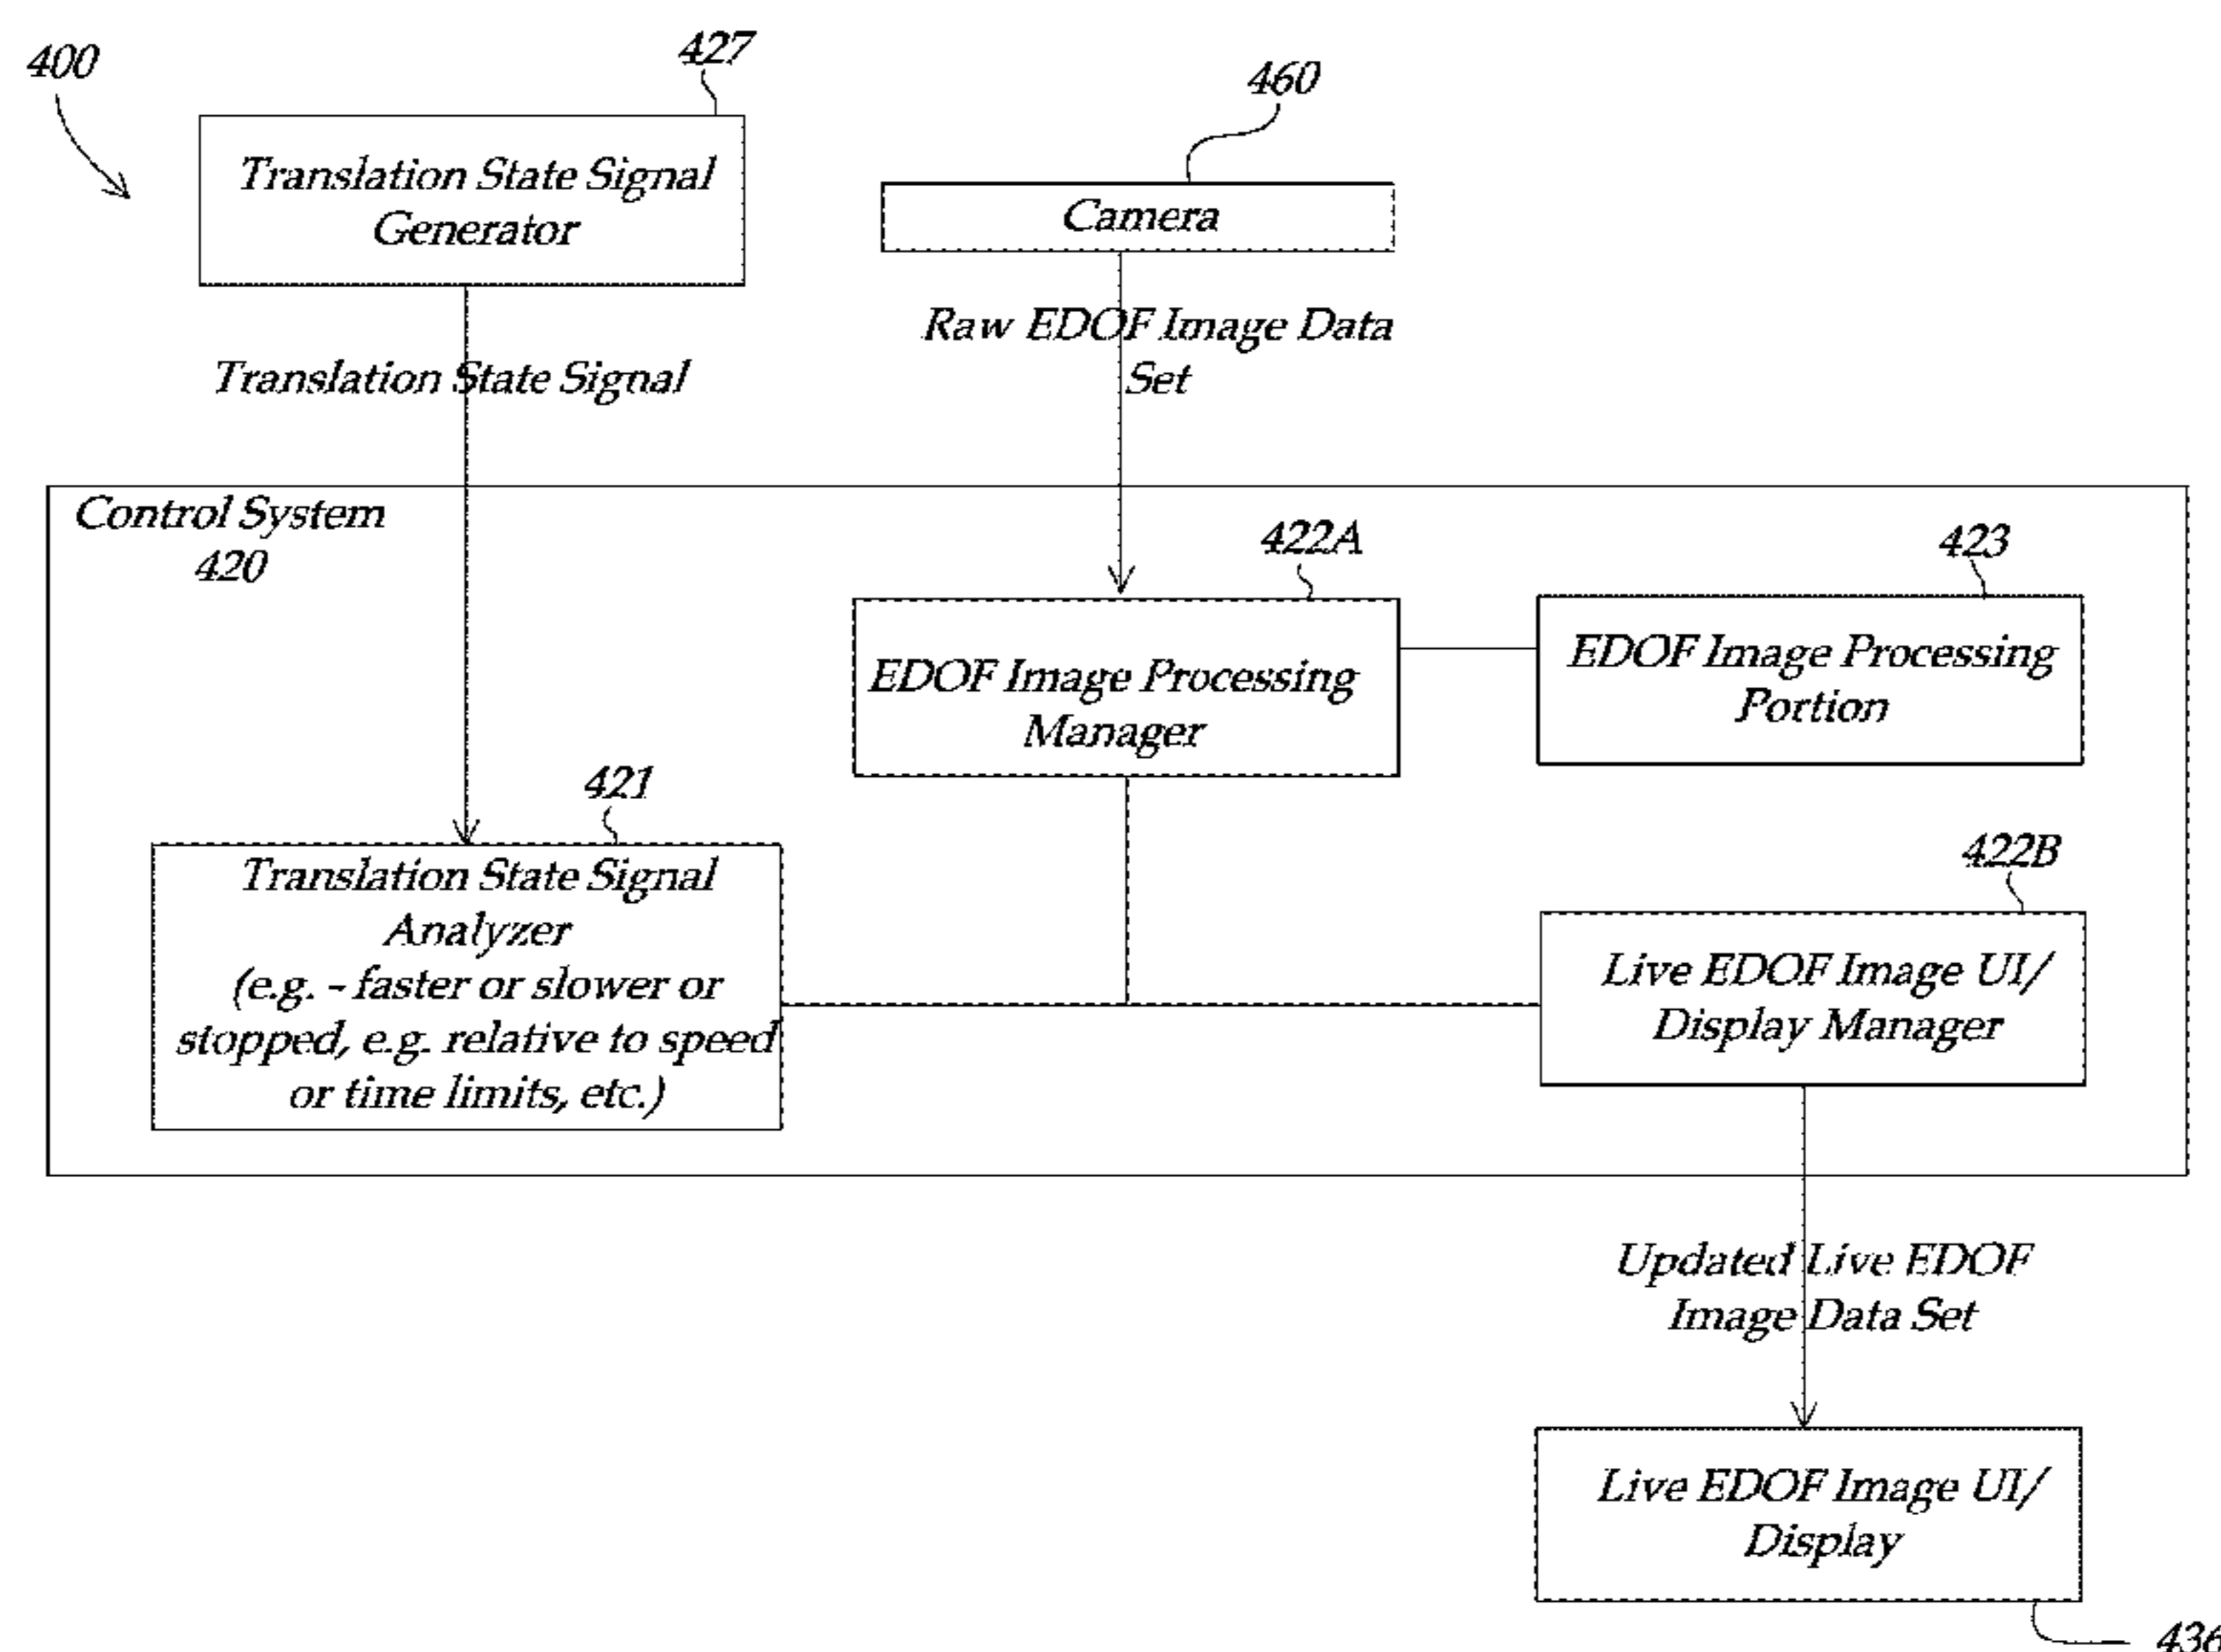 400
427
460
Translation State Signal
Generator
Camera
Raw EDOF Image Data
Set
Translation State Signal
Control System
420
422A
423
EDOF Image Processing
Manager
EDOF Image Processing
Portion
421
422B
Translation State Signal
Analyzer
(e.g. - faster or slower or
stopped, e.g. relative to speed
or time limits, etc.)
Live EDOF Image UI/
Display Manager
Updated Live EDOF
Image Data Set
Live EDOF Image UI/
Display
436